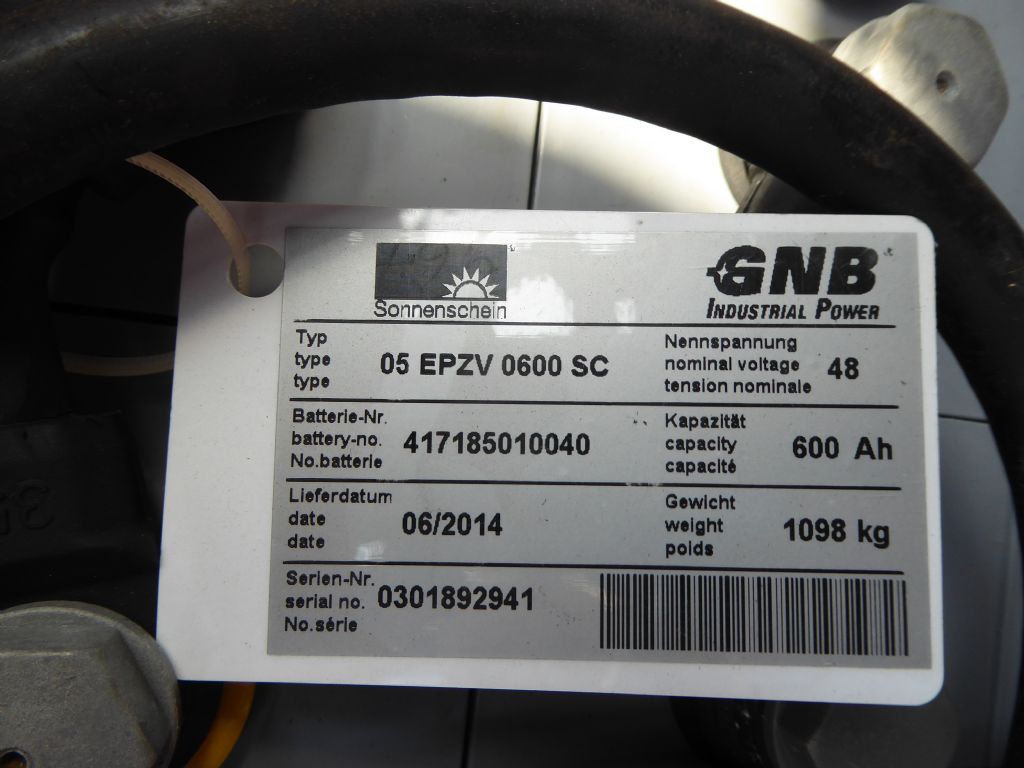 Sonnenschein
GNB
INDUSTRIAL POWER
Typ
type
type
05 EPZV 0600 SC
Nennspannung
nominal voltage
tension nominale
48
Batterie-Nr.
battery-no.
No.batterie
417185010040
Kapazität
capacity
capacité
600 Ah
Lieferdatum
date
date
06/2014
Gewicht
weight
poids
1098 kg
Serien-Nr.
serial no.
No.série
0301892941